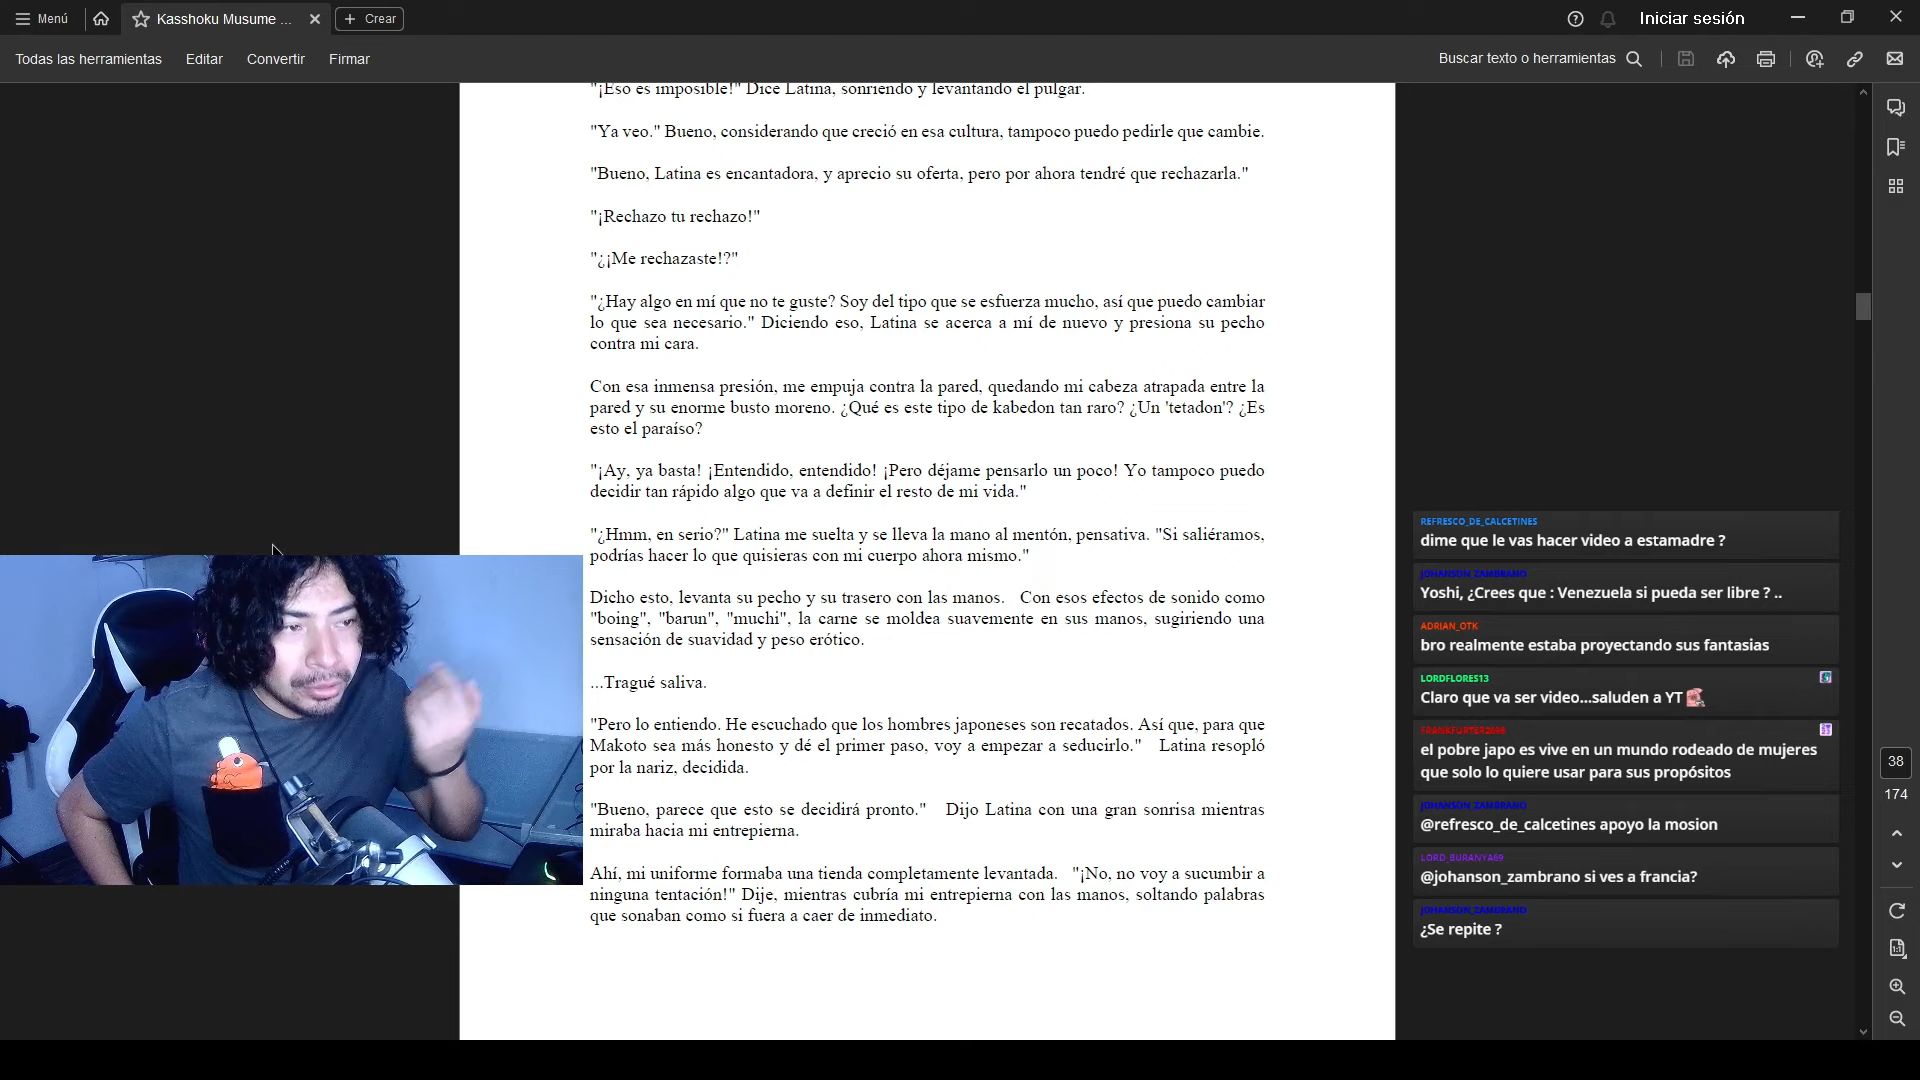 Menú
Kasshoku Musume ...
Crear
Iniciar sesión
Todas las herramientas
Editar
Convertir
Firmar
Buscar texto o herramientas
"¡Eso es imposible!" Dice Latina, sonriendo y levantando el pulgar.
"Ya veo." Bueno, considerando que creció en esa cultura, tampoco puedo pedirle que cambie.
"Bueno, Latina es encantadora, y aprecio su oferta, pero por ahora tendré que rechazarla."
"¡Rechazo tu rechazo!"
"¿¡Me rechazaste!?"
"¿Hay algo en mí que no te guste? Soy del tipo que se esfuerza mucho, así que puedo cambiar
lo que sea necesario." Diciendo eso, Latina se acerca a mí de nuevo y presiona su pecho
contra mi cara.
Con esa inmensa presión, me empuja contra la pared, quedando mi cabeza atrapada entre la
pared y su enorme busto moreno. ¿Qué es este tipo de kabedon tan raro? ¿Un 'tetadon'? ¿Es
esto el paraíso?
"¡Ay, ya basta! ¡Entendido, entendido! ¡Pero déjame pensarlo un poco! Yo tampoco puedo
decidir tan rápido algo que va a definir el resto de mi vida."
"¿Hmm, en serio?" Latina me suelta y se lleva la mano al mentón, pensativa. "Si saliéramos,
podrías hacer lo que quisieras con mi cuerpo ahora mismo."
Dicho esto, levanta su pecho y su trasero con las manos. Con esos efectos de sonido como
"boing", "barun", "muchi", la carne se moldea suavemente en sus manos, sugiriendo una
sensación de suavidad y peso erótico.
...Tragué saliva.
"Pero lo entiendo. He escuchado que los hombres japoneses son recatados. Así que, para que
Makoto sea más honesto y dé el primer paso, voy a empezar a seducirlo." Latina resopló
por la nariz, decidida.
"Bueno, parece que esto se decidirá pronto." Dijo Latina con una gran sonrisa mientras
miraba hacia mi entrepierna.
Ahí, mi uniforme formaba una tienda completamente levantada. "¡No, no voy a sucumbir a
ninguna tentación!" Dije, mientras cubría mi entrepierna con las manos, soltando palabras
que sonaban como si fuera a caer de inmediato.
REFRESCO_DE_CALCETINES
dime que le vas hacer video a estamadre ?
JOHANSON_ZAMBRANO
Yoshi, ¿Crees que : Venezuela si pueda ser libre ? ..
ADRIAN_OTK
bro realmente estaba proyectando sus fantasias
LORDFLORES13
Claro que va ser video...saluden a YT
FRANKFURTER2698
el pobre japo es vive en un mundo rodeado de mujeres
que solo lo quiere usar para sus propósitos
JOHANSON_ZAMBRANO
@refresco_de_calcetines apoyo la mosion
LORD_BURANYA69
@johanson_zambrano si ves a francia?
JOHANSON_ZAMBRANO
¿Se repite ?
38
174
1:1